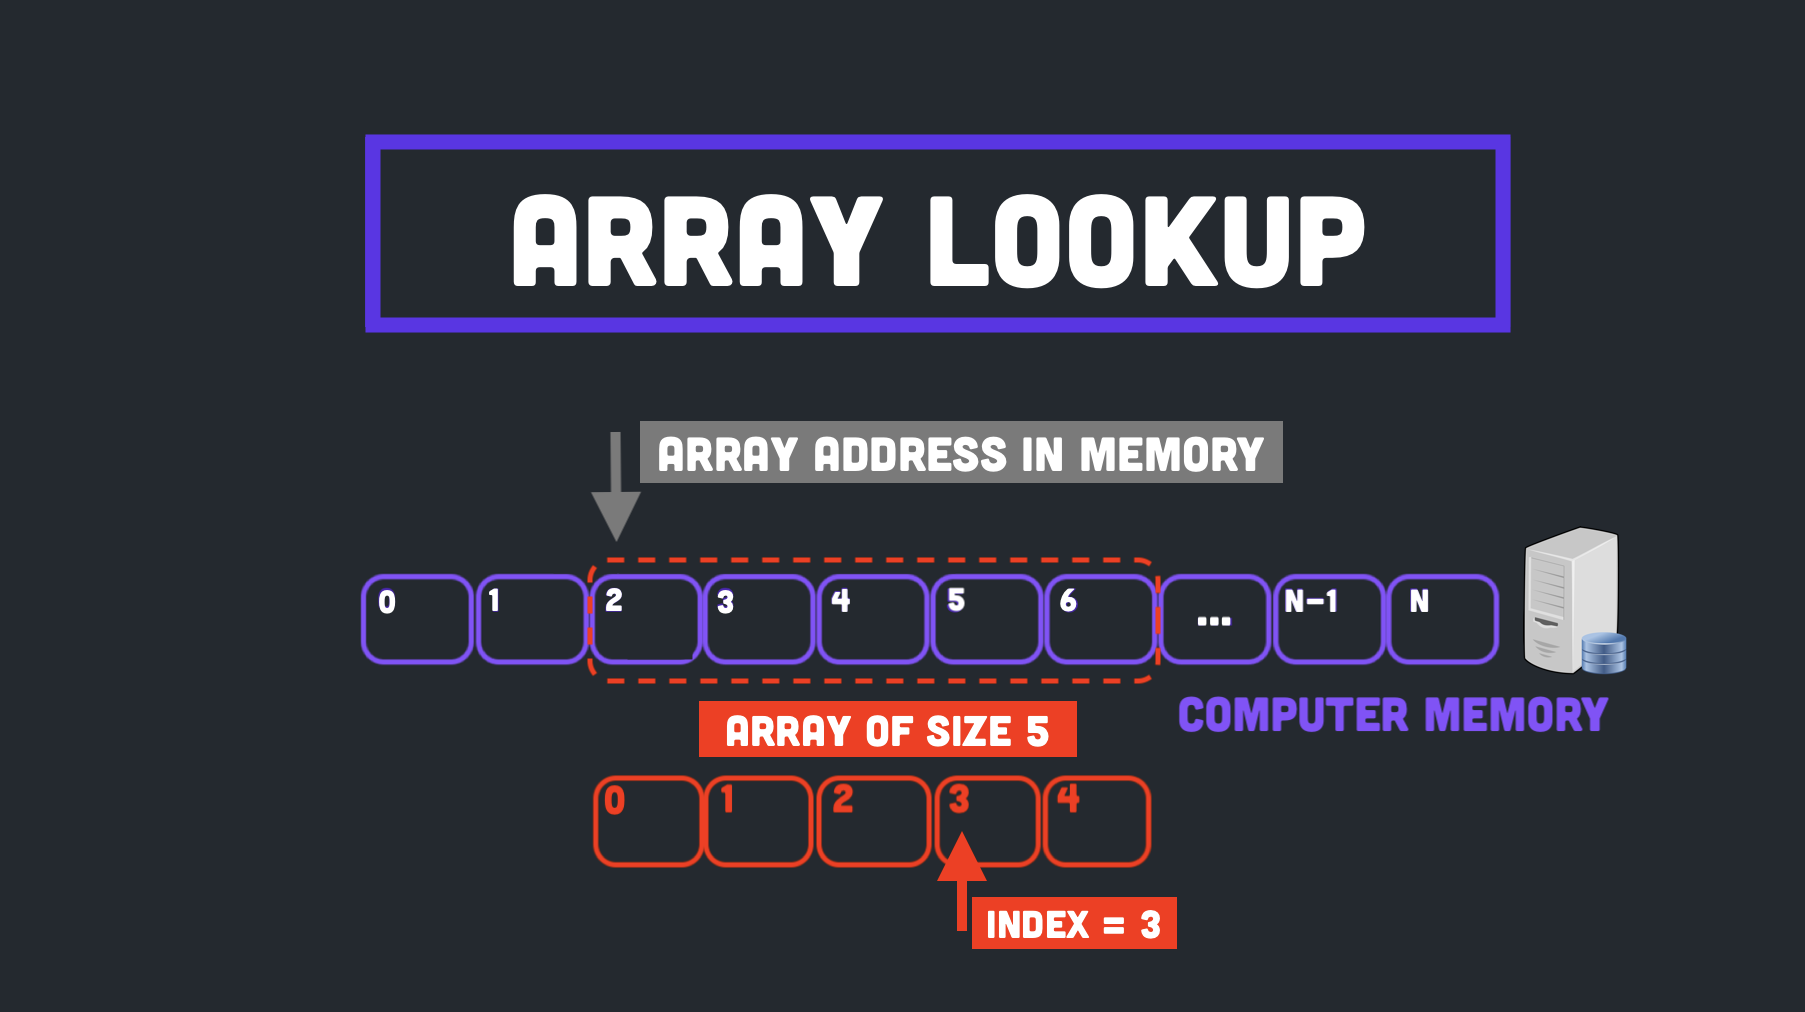 ARRAY LOOKUP
ARRAY ADDRESS IN MEMORY
0 1 2 3 4 5 6 ... N-1 N
COMPUTER MEMORY
ARRAY OF SIZE 5
0 1 2 3 4
INDEX = 3